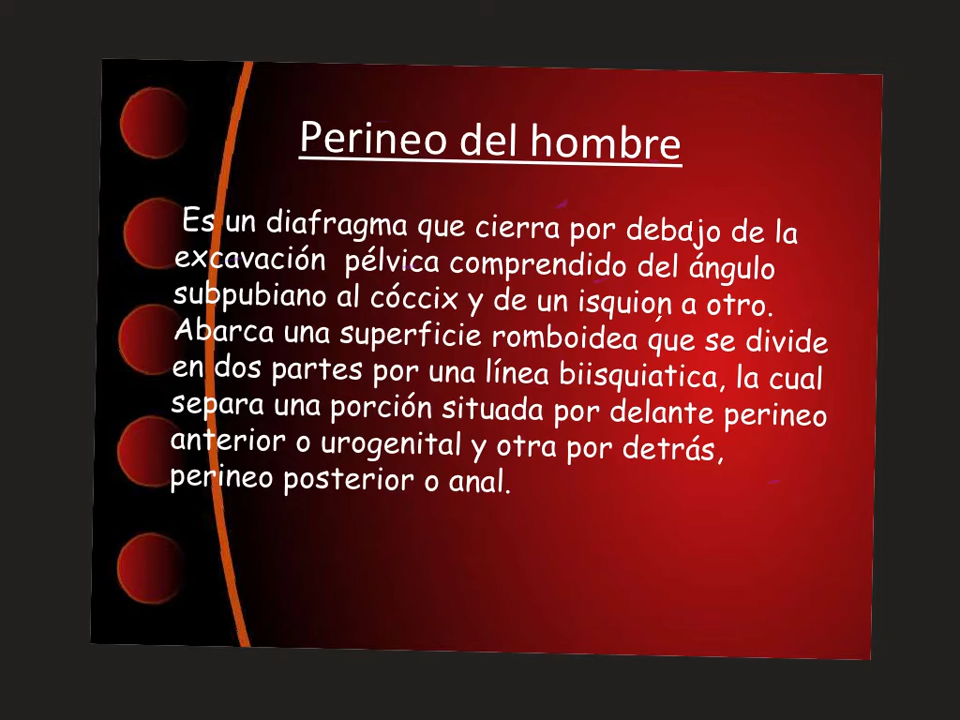 Perineo del hombre
Es un diafragma que cierra por debajo de la
excavación pélvica comprendido del ángulo
subpubiano al cóccix y de un isquion a otro.
Abarca una superficie romboidea que se divide
en dos partes por una línea biisquiatica, la cual
separa una porción situada por delante perineo
anterior o urogenital y otra por detrás,
perineo posterior o anal.